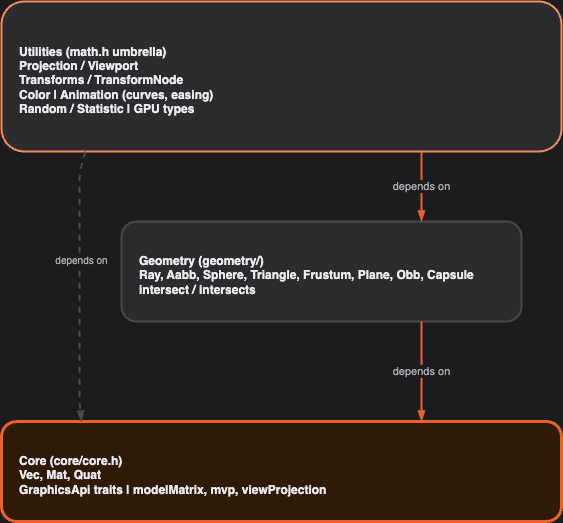 Utilities (math.h umbrella)
Projection / Viewport
Transforms / TransformNode
Color | Animation (curves, easing)
Random / Statistic | GPU types
depends on
depends on
Geometry (geometry/)
Ray, Aabb, Sphere, Triangle, Frustum, Plane, Obb, Capsule
intersect / intersects
depends on
Core (core/core.h)
Vec, Mat, Quat
GraphicsApi traits | modelMatrix, mvp, viewProjection